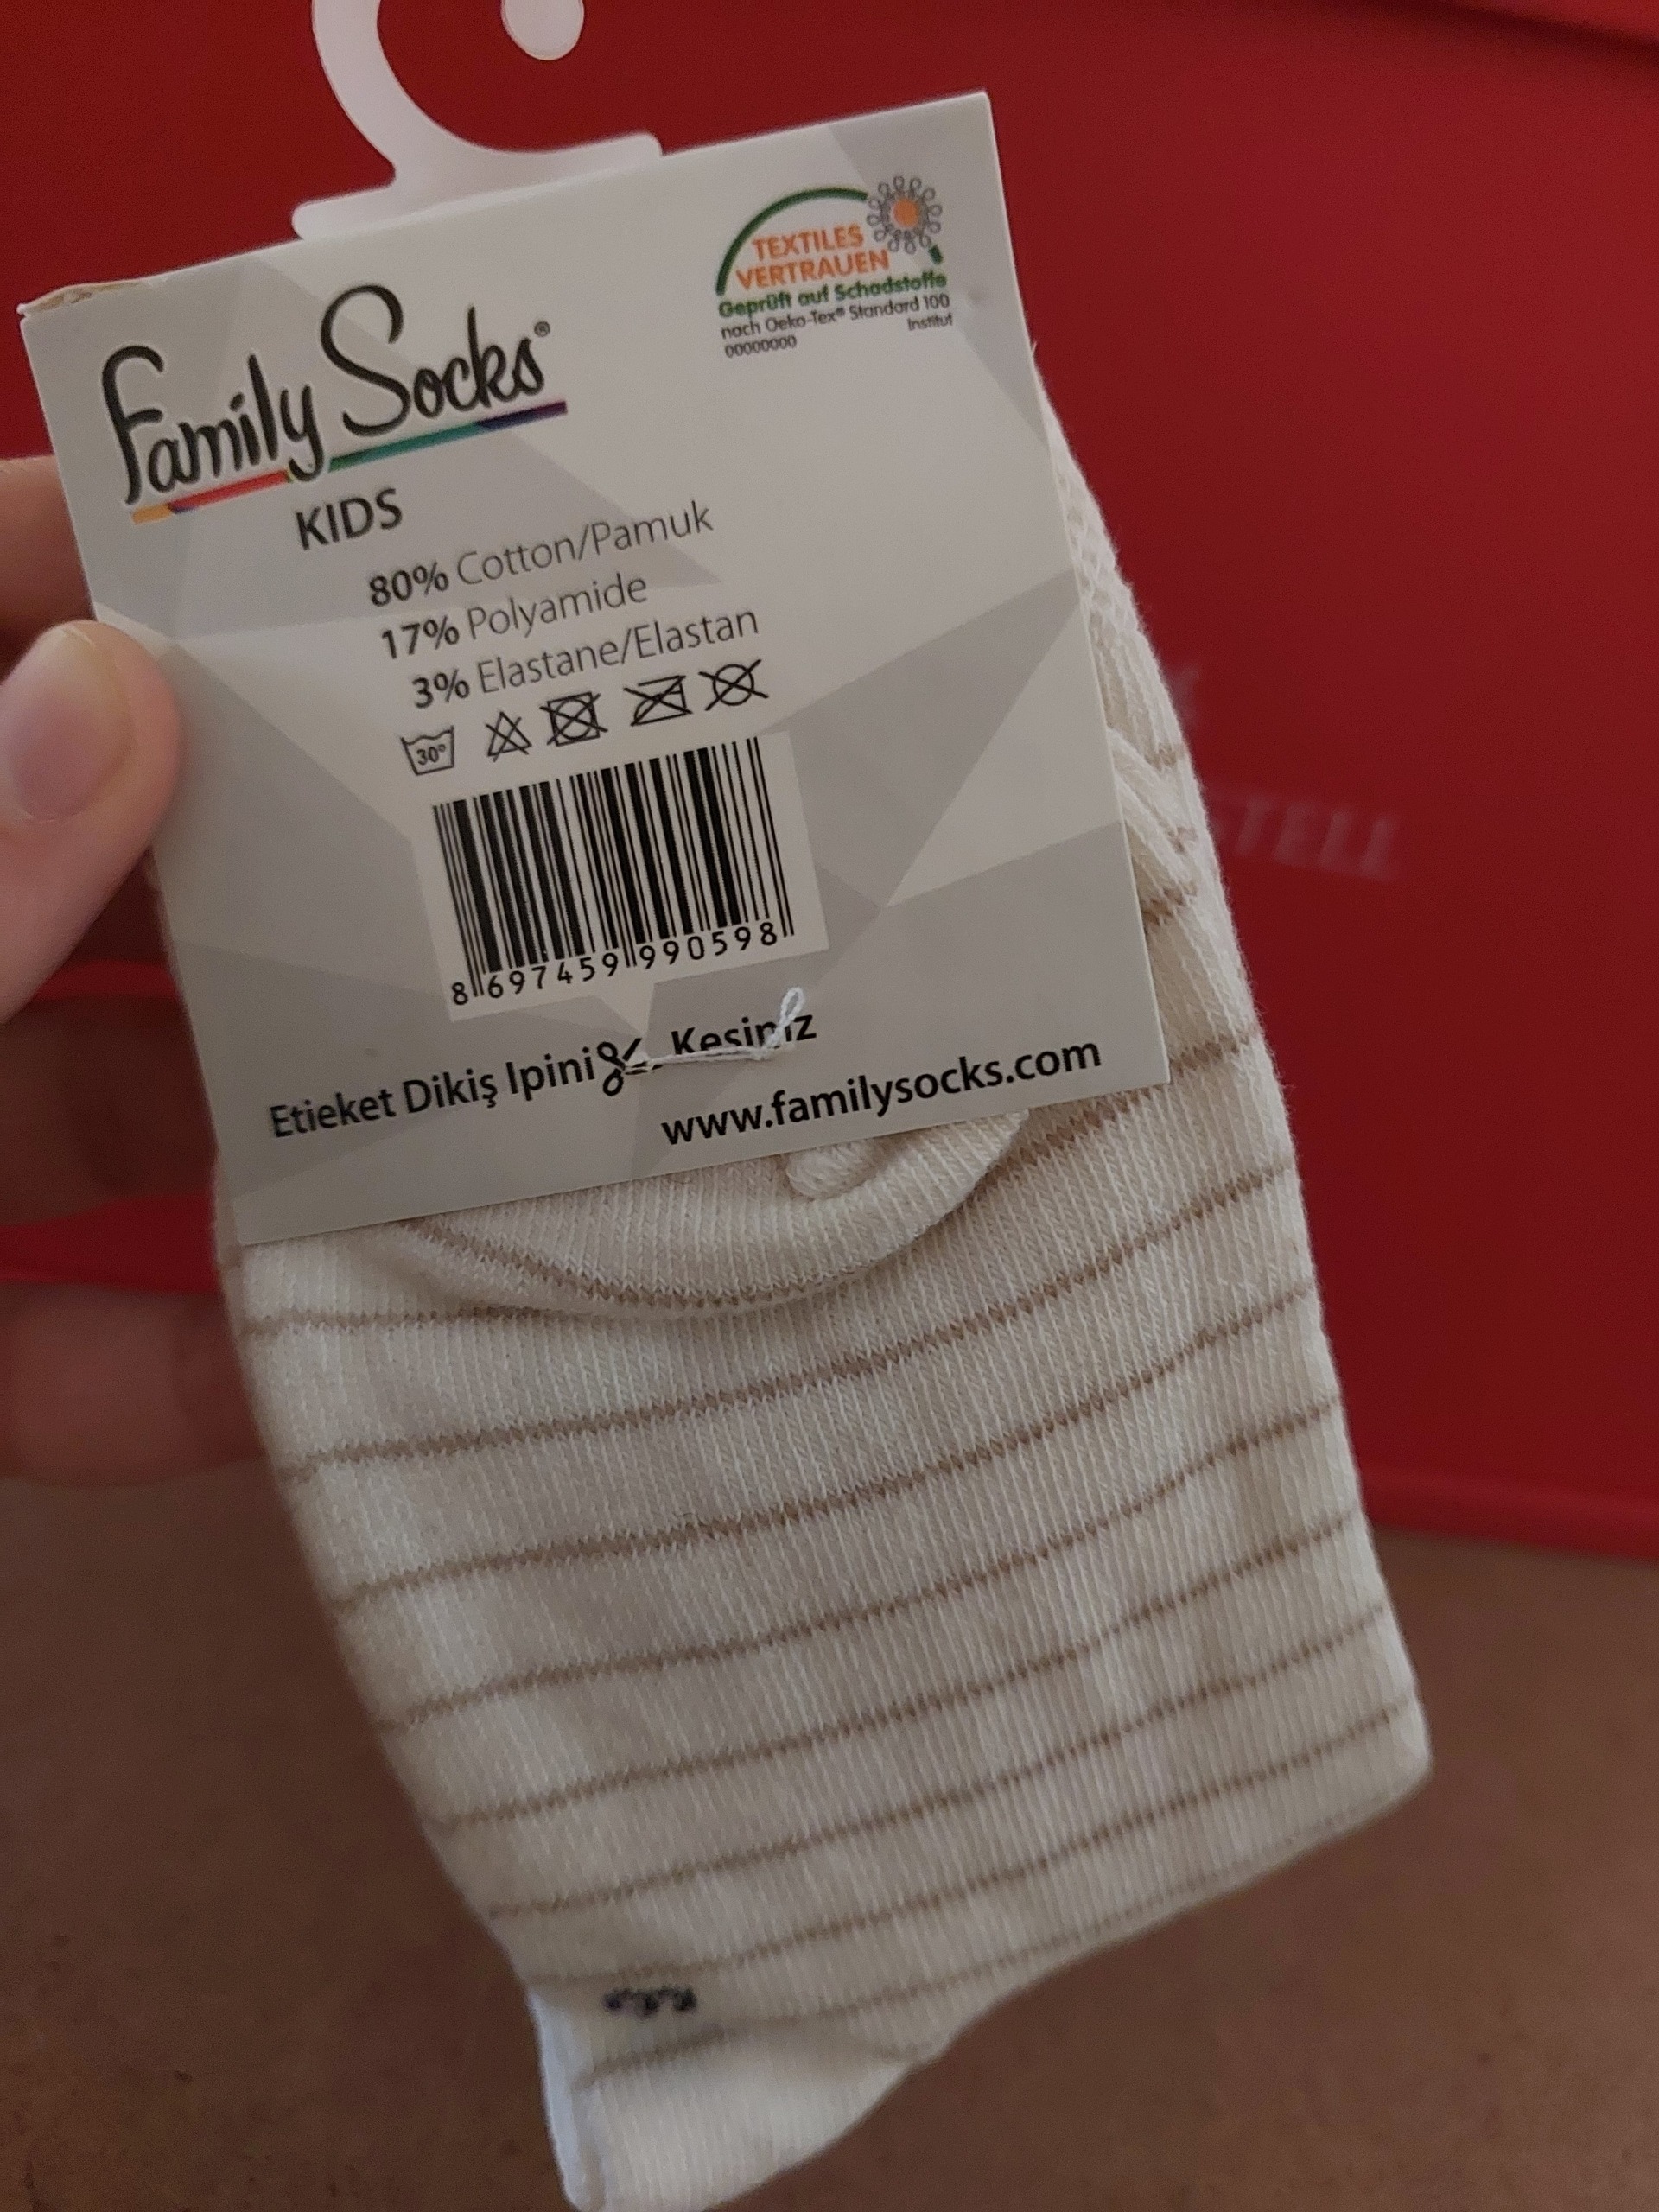 TEXTILES
VERTRAUEN
Geprüft auf Schadstoffe
nach Oeko-Tex® Standard 100
Institut
00000000
Family Socks®
KIDS
80% Cotton/Pamuk
17% Polyamide
3% Elastane/Elastan
30°
8 697459 990598
Etieket Dikiş Ipini Kesiniz
www.familysocks.com